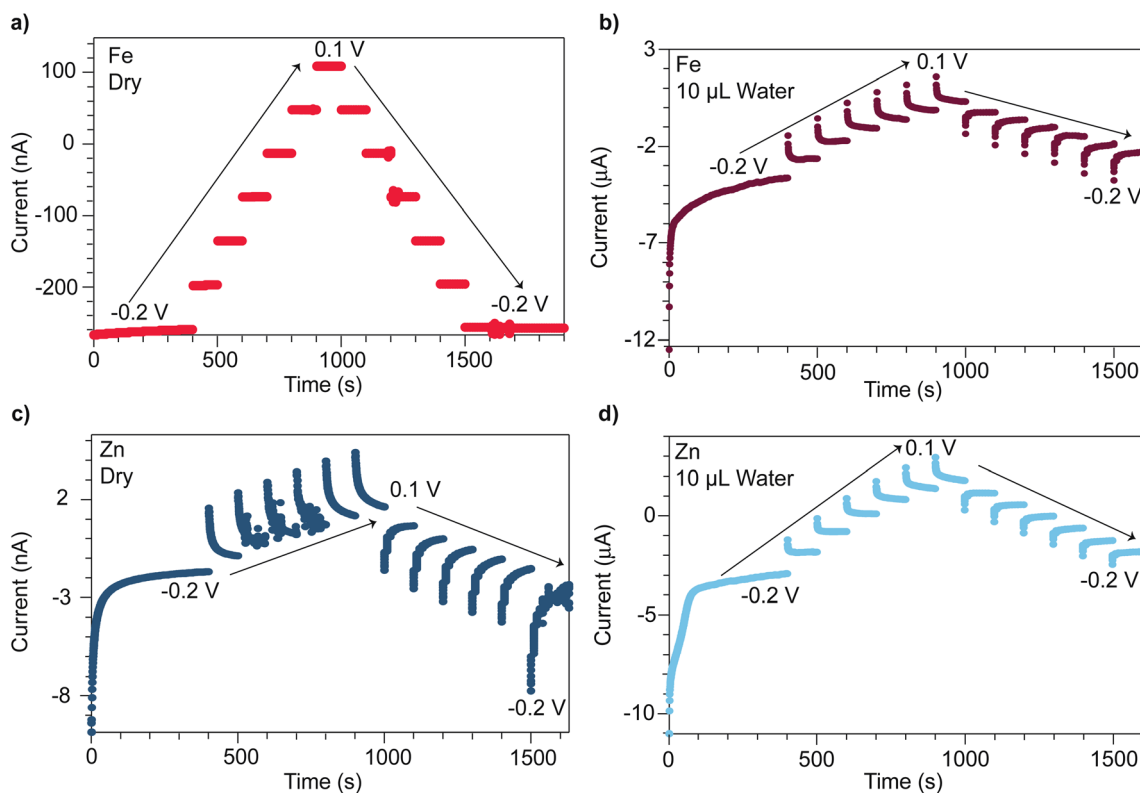 a)
Fe
Dry
0.1 V
-0.2 V
-0.2 V
100
0
-100
-200
Current (nA)
0
500
1000
1500
Time (s)
b)
Fe
10 µL Water
0.1 V
-0.2 V
-0.2 V
3
-2
-7
-12
Current (µA)
0
500
1000
1500
Time (s)
c)
Zn
Dry
0.1 V
-0.2 V
-0.2 V
2
-3
-8
Current (nA)
0
500
1000
1500
Time (s)
d)
Zn
10 µL Water
0.1 V
-0.2 V
-0.2 V
0
-5
-10
Current (µA)
0
500
1000
1500
Time (s)